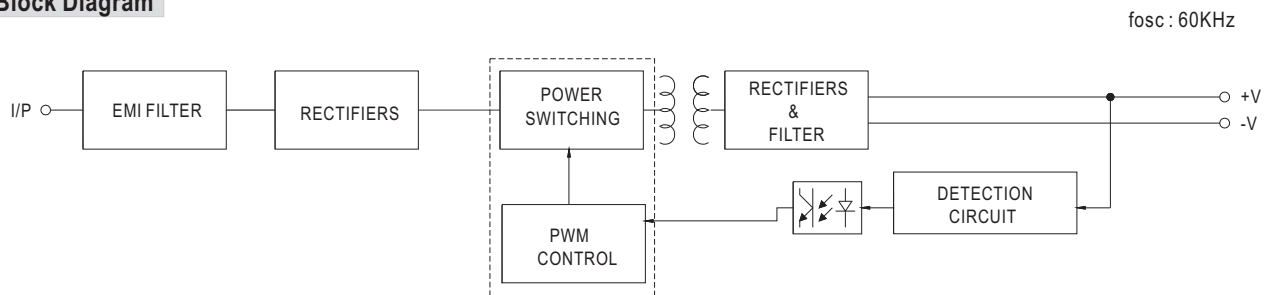 Block Diagram
fosc : 60KHz
I/P
EMI FILTER
RECTIFIERS
POWER
SWITCHING
RECTIFIERS
&
FILTER
+V
-V
DETECTION
CIRCUIT
PWM
CONTROL